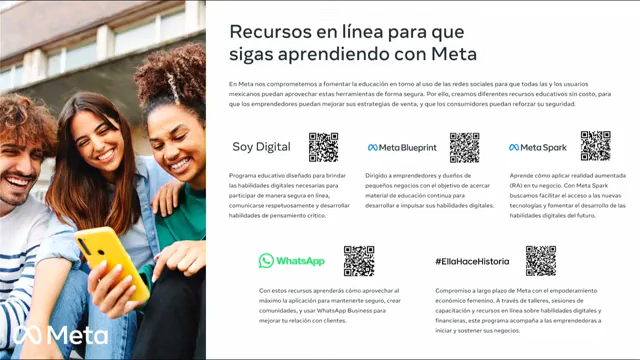 Recursos en línea para que
sigas aprendiendo con Meta
En Meta nos comprometemos a fomentar la educación en torno al uso de las redes sociales para que todas las y los usuarios
mexicanos puedan aprovechar estas herramientas de forma segura. Por ello, creamos diferentes recursos educativos sin costo, para
que los emprendedores puedan mejorar sus estrategias de venta, y que los consumidores puedan reforzar su seguridad.
Soy Digital
Programa educativo diseñado para brindar
las habilidades digitales necesarias para
participar de manera segura en línea,
comunicarse respetuosamente y desarrollar
habilidades de pensamiento crítico.
Meta Blueprint
Dirigido a emprendedores y dueños de
pequeños negocios con el objetivo de acercar
material de educación continua para
desarrollar e impulsar sus habilidades digitales.
Meta Spark
Aprende cómo aplicar realidad aumentada
(RA) en tu negocio. Con Meta Spark
buscamos facilitar el acceso a las nuevas
tecnologías y fomentar el desarrollo de las
habilidades digitales del futuro.
WhatsApp
Con estos recursos aprenderás cómo aprovechar al
máximo la aplicación para mantenerte seguro, crear
comunidades, y usar WhatsApp Business para
mejorar tu relación con clientes.
#EllaHaceHistoria
Compromiso a largo plazo de Meta con el empoderamiento
económico femenino. A través de talleres, sesiones de
capacitación y recursos en línea sobre habilidades digitales y
financieras, este programa acompaña a las emprendedoras a
iniciar y sostener sus negocios.
Meta